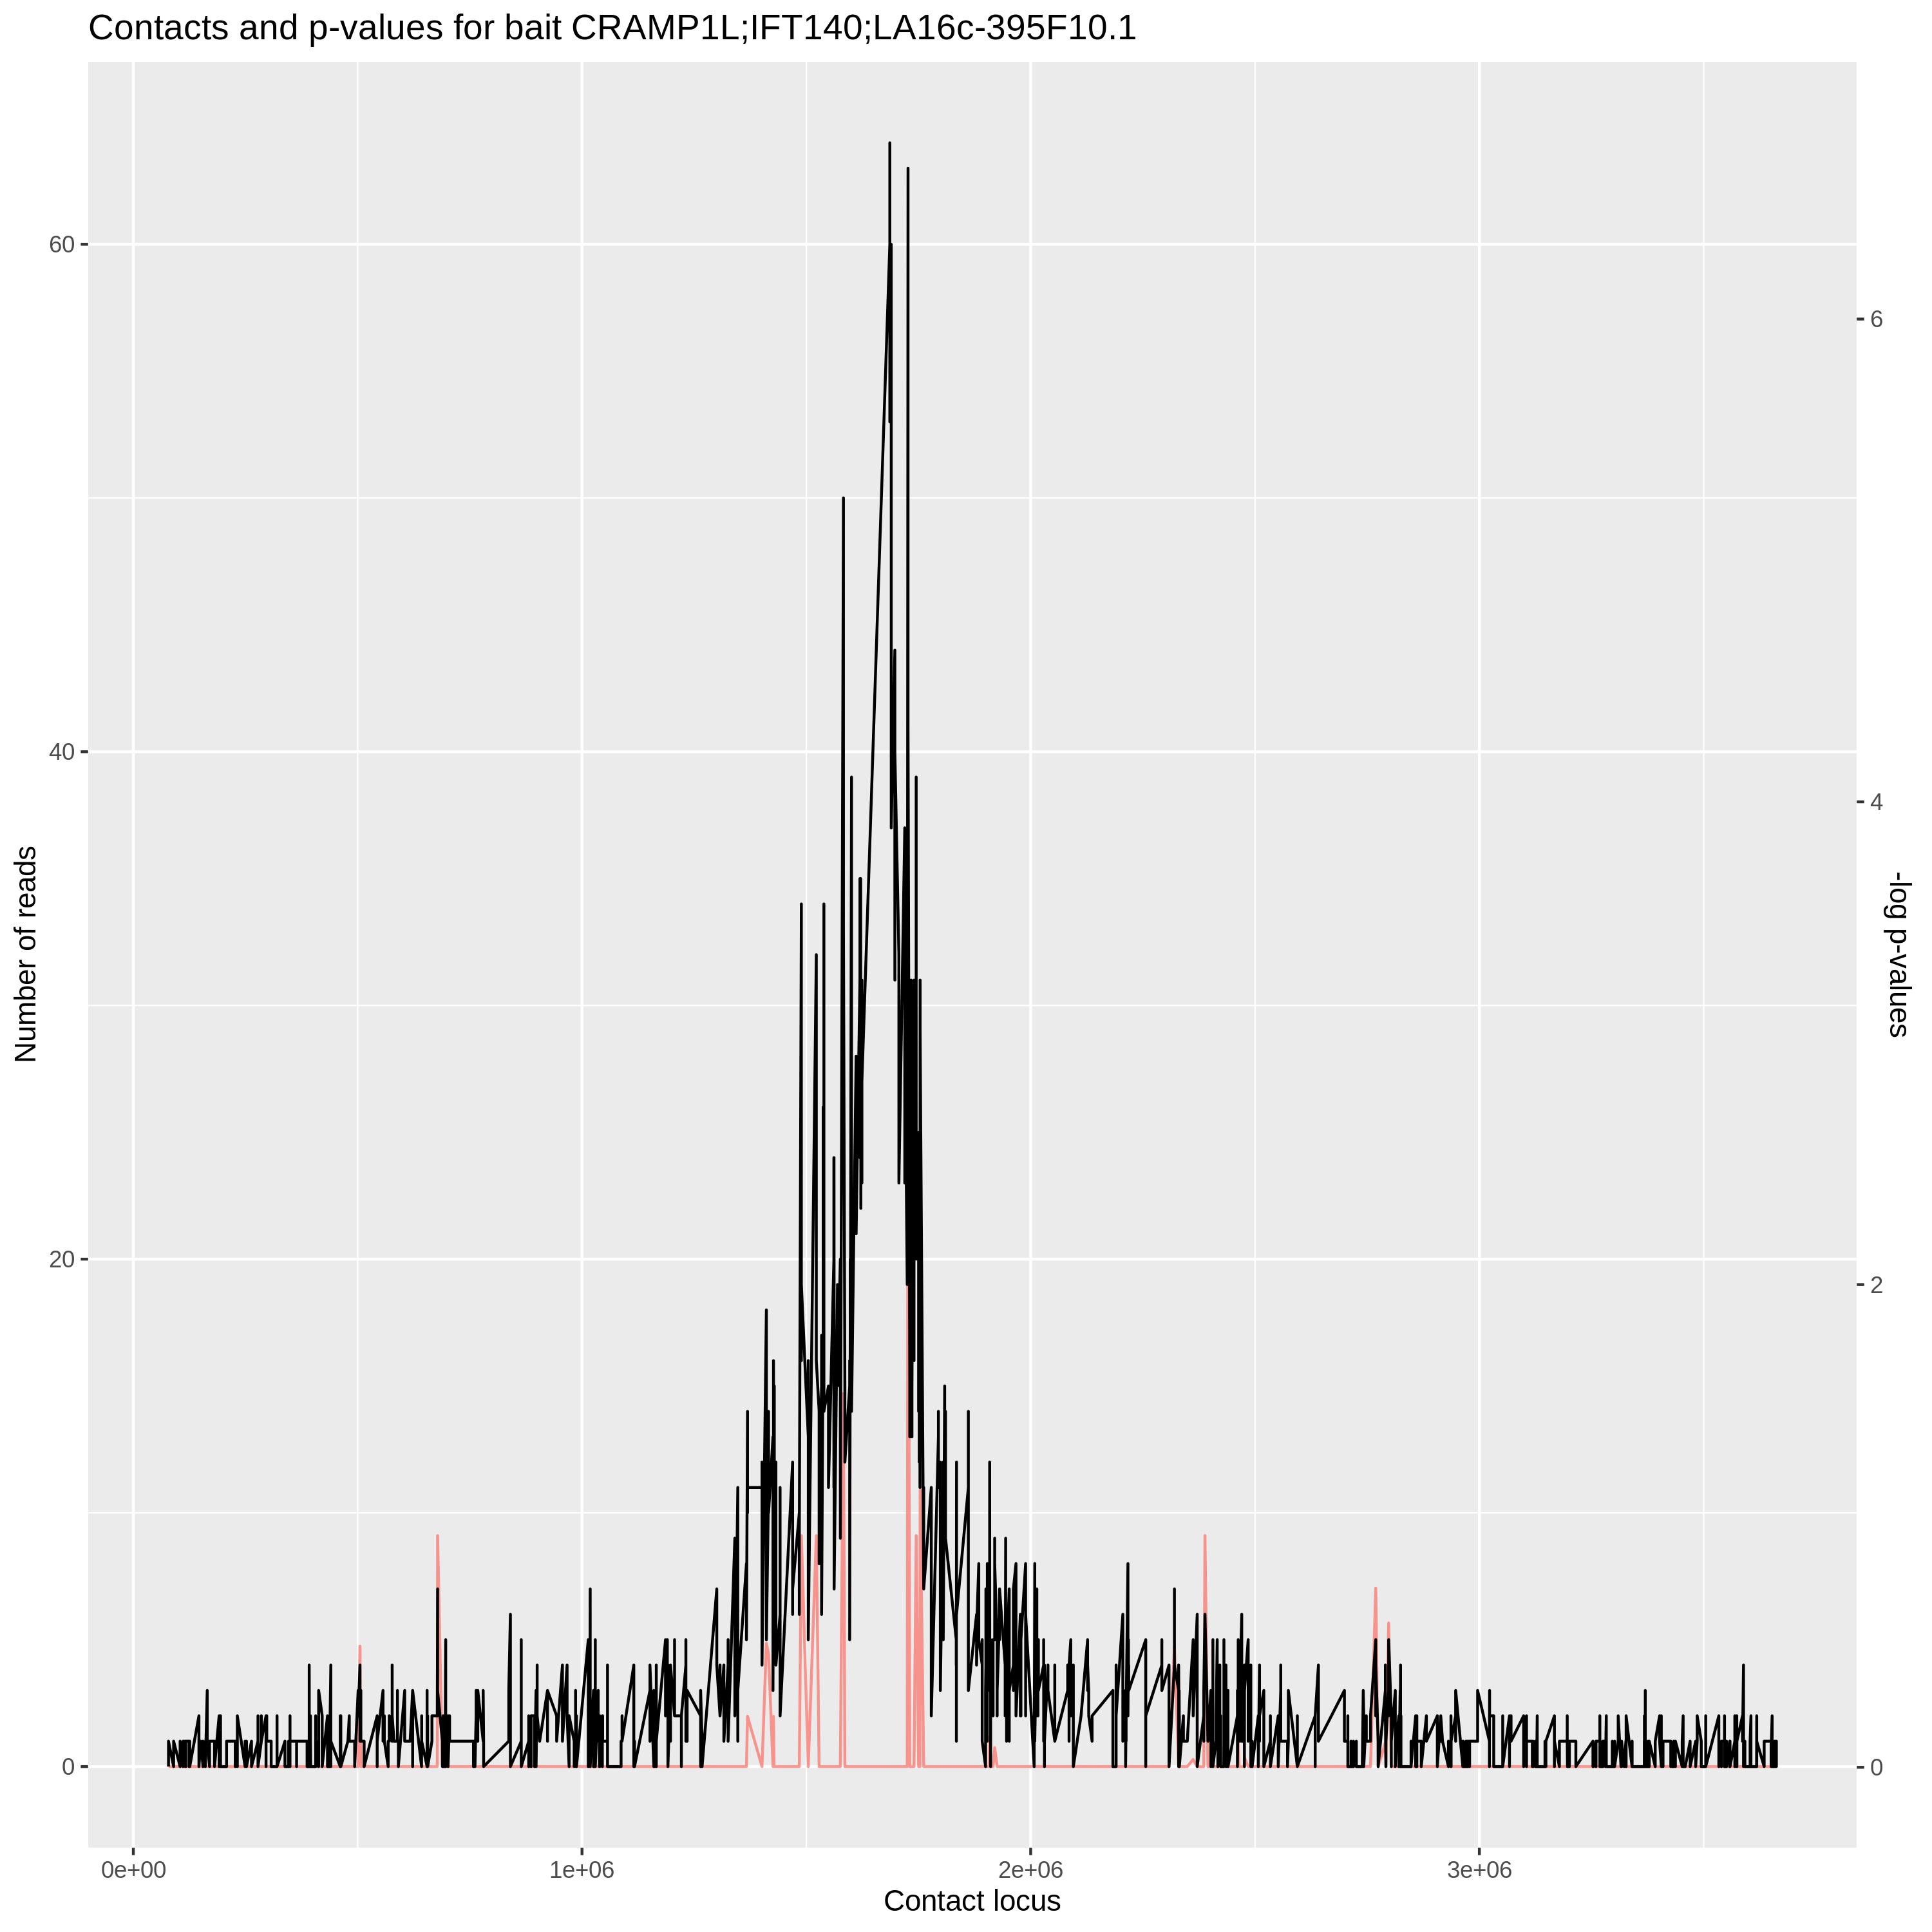 Contacts and p-values for bait CRAMP1L;IFT140;LA16c-395F10.1
60
40
20
0
Number of reads
6
4
2
0
-log p-values
0e+00
1e+06
2e+06
3e+06
Contact locus